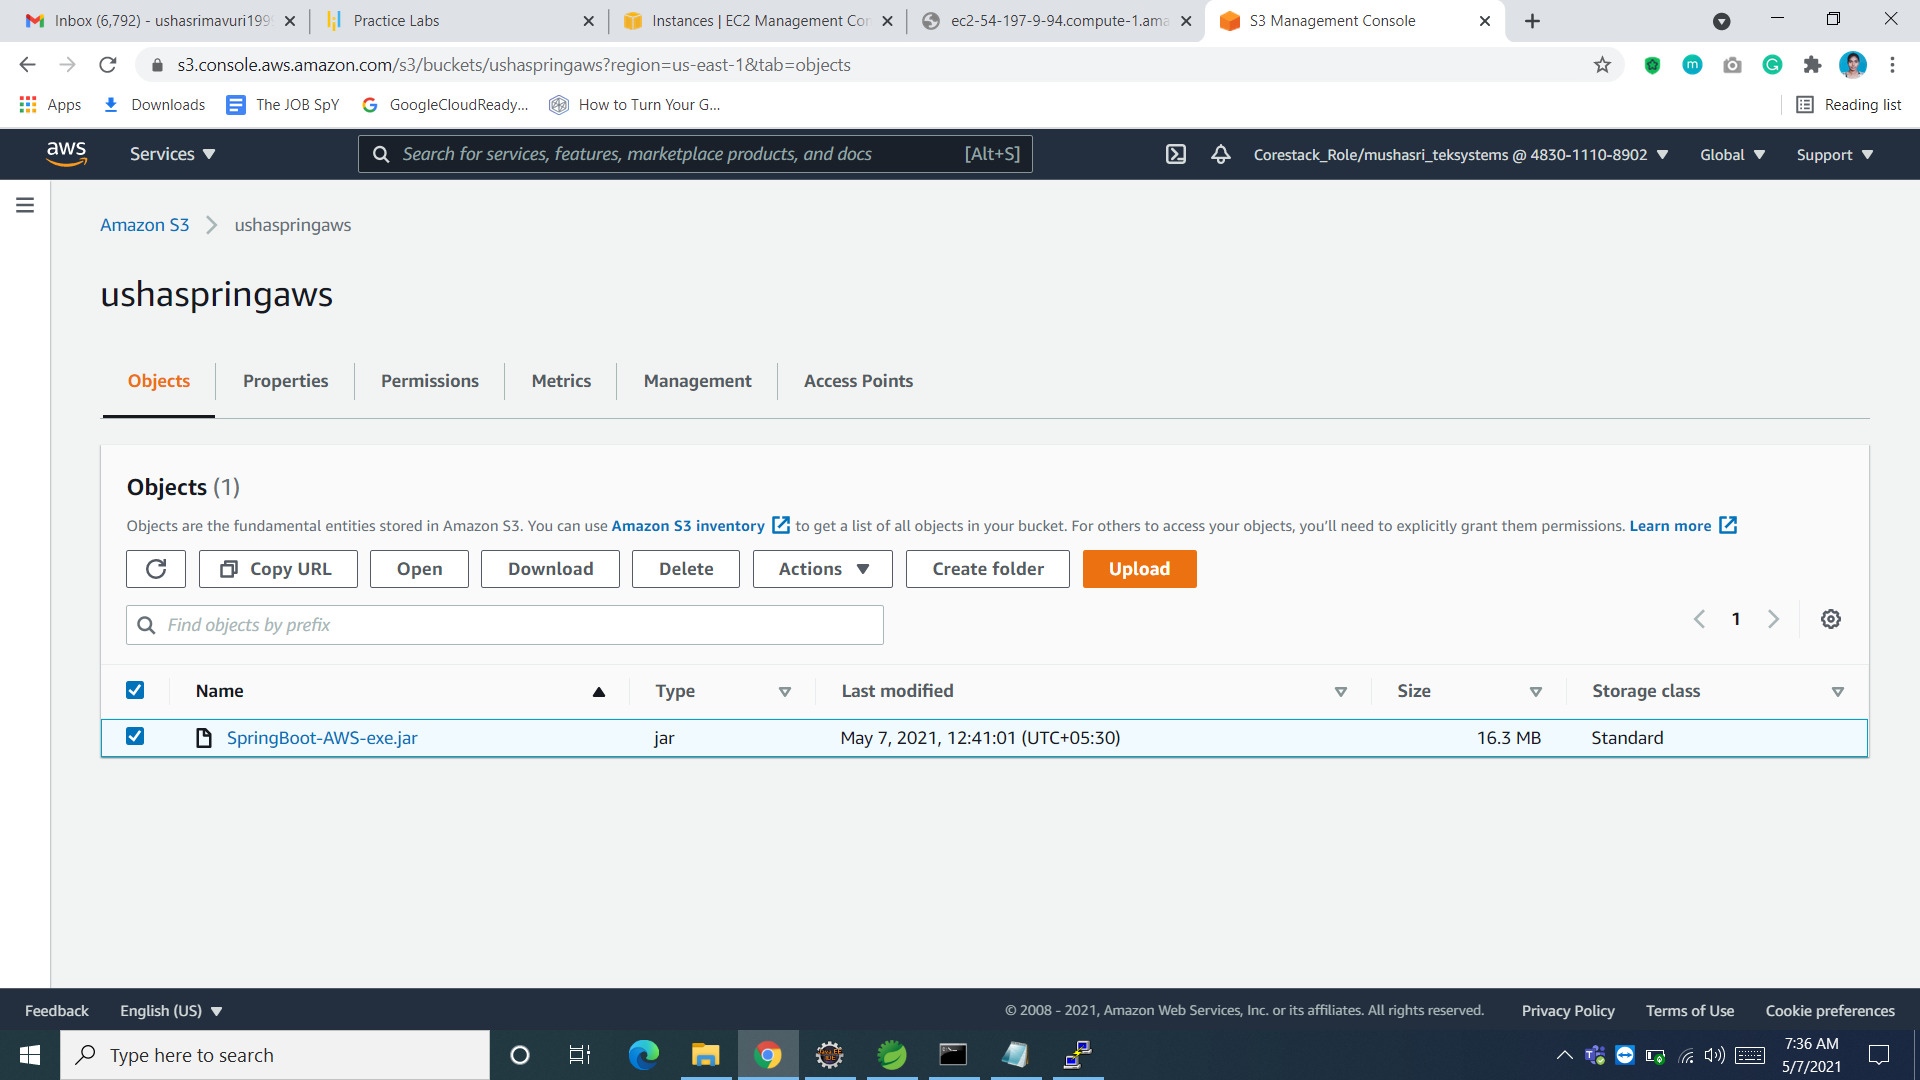 Inbox (6,792) - ushasrimavuri199
Practice Labs
Instances | EC2 Management Con
ec2-54-197-9-94.compute-1.ama
S3 Management Console
s3.console.aws.amazon.com/s3/buckets/ushaspringaws?region=us-east-1&tab=objects
Apps
Downloads
The JOB SpY
GoogleCloudReady...
How to Turn Your G...
Reading list
aws
Services
Search for services, features, marketplace products, and docs
[Alt+S]
Corestack_Role/mushasri_teksystems @ 4830-1110-8902
Global
Support
Amazon S3
ushaspringaws
ushaspringaws
Objects
Properties
Permissions
Metrics
Management
Access Points
Objects (1)
Objects are the fundamental entities stored in Amazon S3. You can use Amazon S3 inventory to get a list of all objects in your bucket. For others to access your objects, you'll need to explicitly grant them permissions. Learn more
Copy URL
Open
Download
Delete
Actions
Create folder
Upload
Find objects by prefix
1
Name
Type
Last modified
Size
Storage class
SpringBoot-AWS-exe.jar
jar
May 7, 2021, 12:41:01 (UTC+05:30)
16.3 MB
Standard
Feedback
English (US)
© 2008 - 2021, Amazon Web Services, Inc. or its affiliates. All rights reserved.
Privacy Policy
Terms of Use
Cookie preferences
Type here to search
7:36 AM
5/7/2021